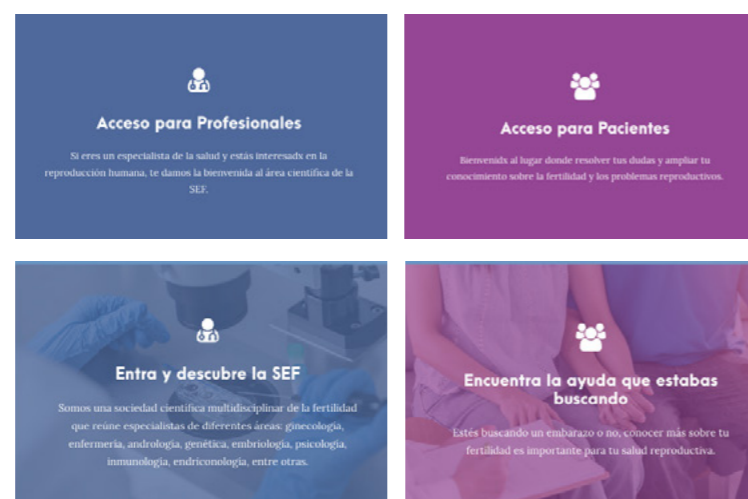 Acceso para Profesionales
Si eres un especialista de la salud y estás interesadx en la
reproducción humana, te damos la bienvenida al área científica de la
SEF.
Acceso para Pacientes
Bienvenidx al lugar donde resolver tus dudas y ampliar tu
conocimiento sobre la fertilidad y los problemas reproductivos.
Entra y descubre la SEF
Somos una sociedad científica multidisciplinar de la fertilidad
que reúne especialistas de diferentes áreas: ginecología,
enfermería, andrología, genética, embriología, psicología,
inmunología, endriconología, entre otras.
Encuentra la ayuda que estabas
buscando
Estés buscando un embarazo o no, conocer más sobre tu
fertilidad es importante para tu salud reproductiva.